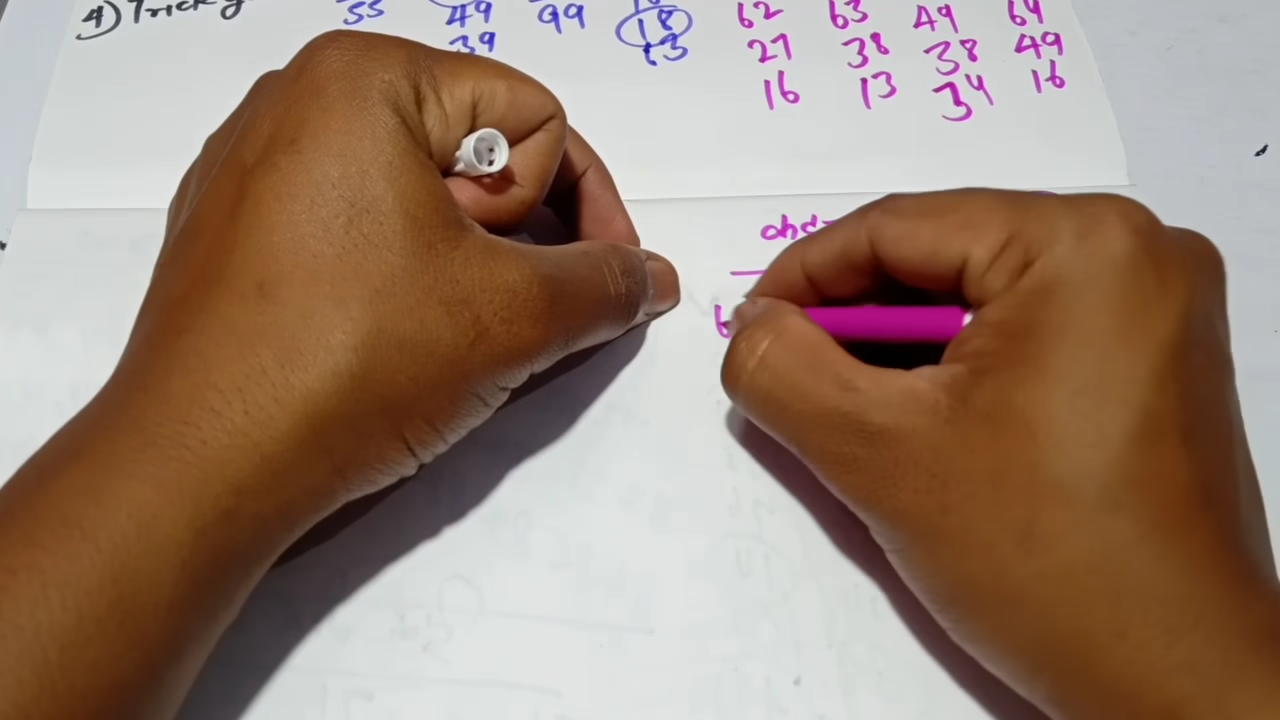 4) Trick
55 49 99 18 62 63 49 64
39 13 27 38 38 49
16 13 34 16